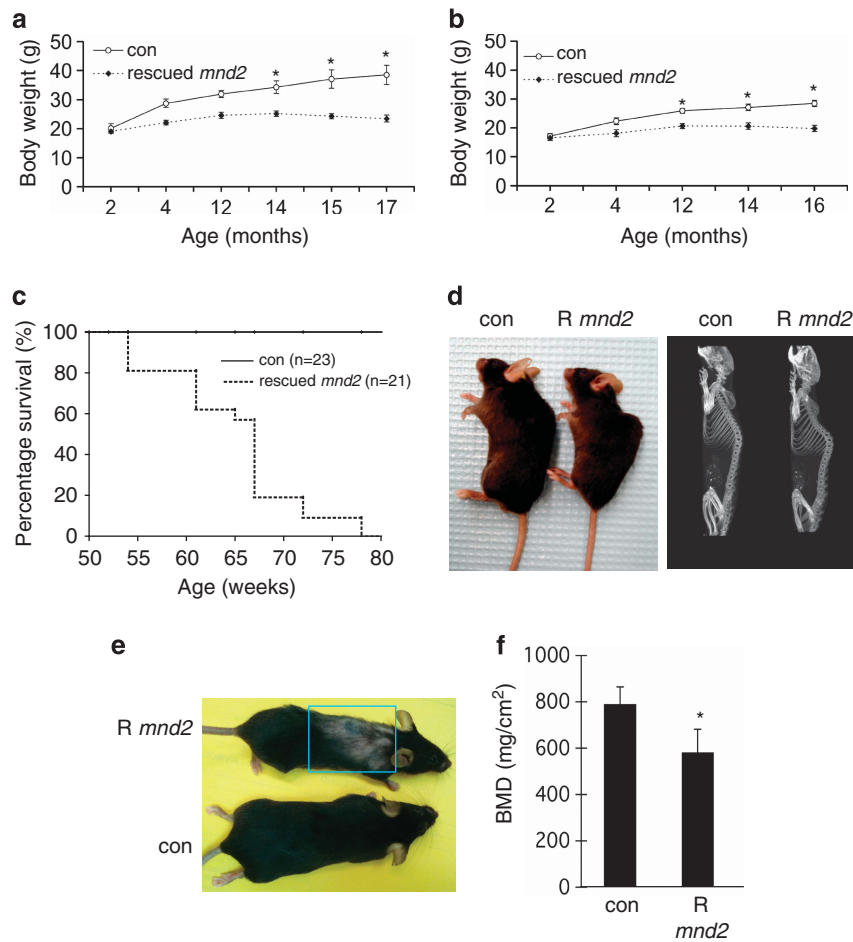 a
Body weight (g)
50
40
30
20
10
0
con
rescued mnd2
* * *
2 4 12 14 15 17
Age (months)
b
Body weight (g)
50
40
30
20
10
0
con
rescued mnd2
* * *
2 4 12 14 16
Age (months)
c
Percentage survival (%)
100
80
60
40
20
0
con (n=23)
rescued mnd2 (n=21)
50 55 60 65 70 75 80
Age (weeks)
d
con R mnd2
con R mnd2
e
R mnd2
con
f
BMD (mg/cm²)
1000
800
600
400
200
0
*
con R
mnd2